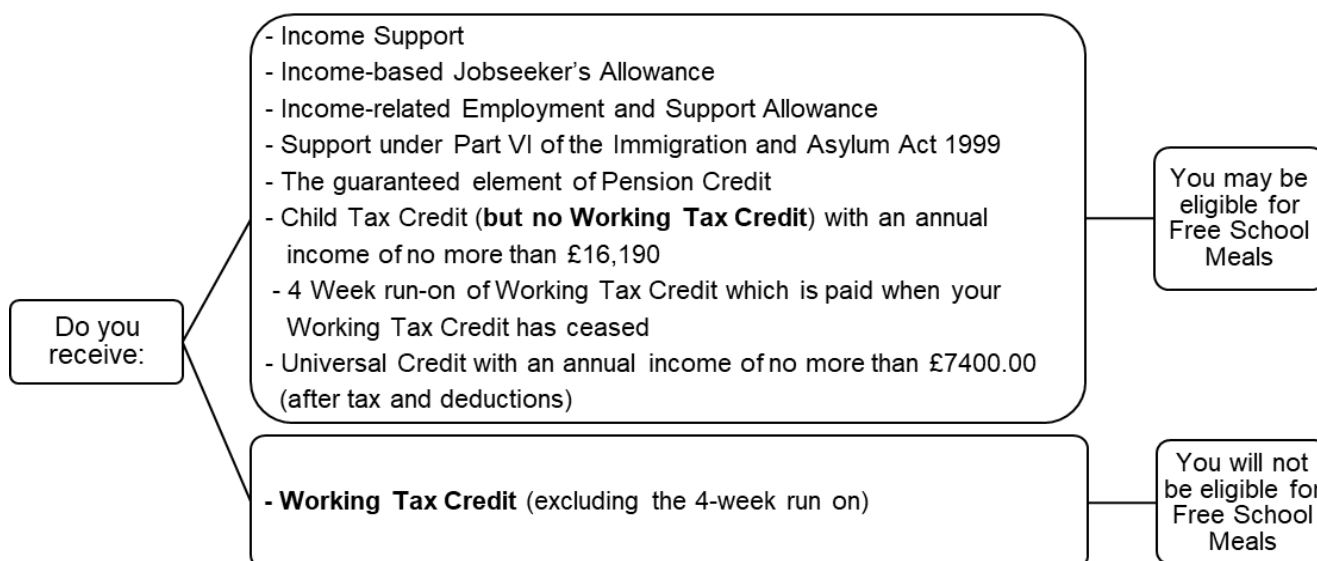 Do you
receive:
- Income Support
- Income-based Jobseeker’s Allowance
- Income-related Employment and Support Allowance
- Support under Part VI of the Immigration and Asylum Act 1999
- The guaranteed element of Pension Credit
- Child Tax Credit (but no Working Tax Credit) with an annual
income of no more than £16,190
- 4 Week run-on of Working Tax Credit which is paid when your
Working Tax Credit has ceased
- Universal Credit with an annual income of no more than £7400.00
(after tax and deductions)
You may be
eligible for
Free School
Meals
- Working Tax Credit (excluding the 4-week run on)
You will not
be eligible for
Free School
Meals